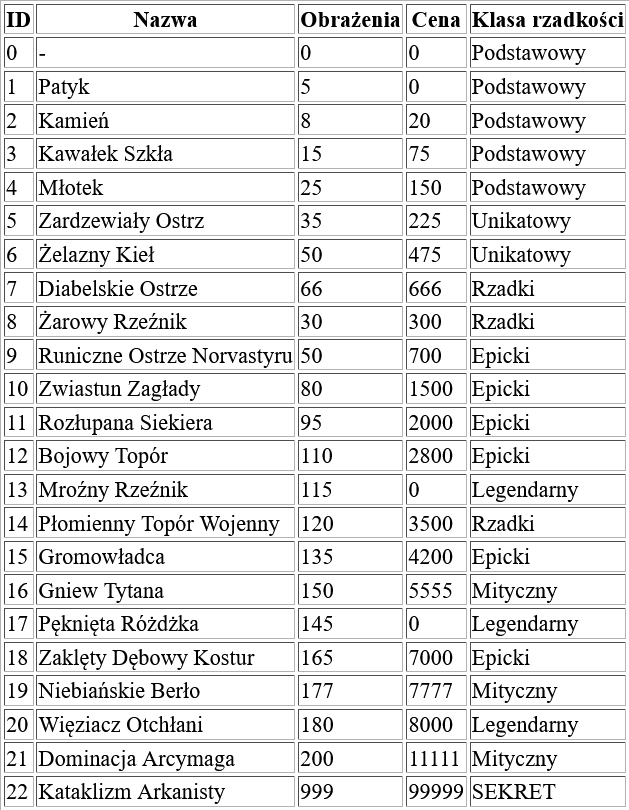 ID Nazwa Obrażenia Cena Klasa rzadkości
0 - 0 0 Podstawowy
1 Patyk 5 0 Podstawowy
2 Kamień 8 20 Podstawowy
3 Kawałek Szkła 15 75 Podstawowy
4 Młotek 25 150 Podstawowy
5 Zardzewiały Ostrz 35 225 Unikatowy
6 Żelazny Kieł 50 475 Unikatowy
7 Diabelskie Ostrze 66 666 Rzadki
8 Żarowy Rzeźnik 30 300 Rzadki
9 Runiczne Ostrze Norvastyru 50 700 Epicki
10 Zwiastun Zagłady 80 1500 Epicki
11 Rozłupana Siekiera 95 2000 Epicki
12 Bojowy Topór 110 2800 Epicki
13 Mroźny Rzeźnik 115 0 Legendarny
14 Płomienny Topór Wojenny 120 3500 Rzadki
15 Gromowładca 135 4200 Epicki
16 Gniew Tytana 150 5555 Mityczny
17 Pęknięta Różdżka 145 0 Legendarny
18 Zaklęty Dębowy Kostur 165 7000 Epicki
19 Niebiańskie Berło 177 7777 Mityczny
20 Więziacz Otchłani 180 8000 Legendarny
21 Dominacja Arcymaga 200 11111 Mityczny
22 Kataklizm Arkanisty 999 99999 SEKRET